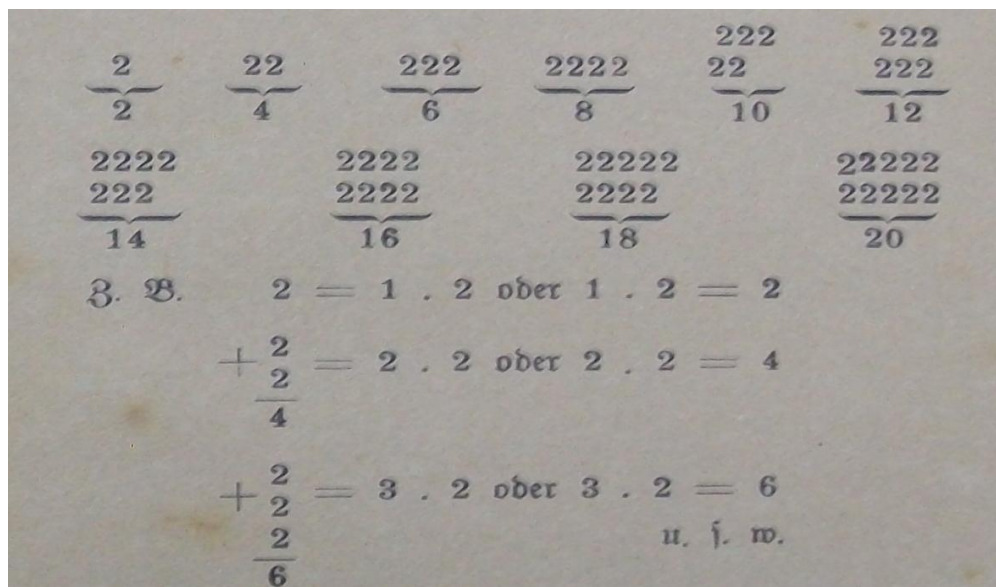 222 222
2 22 222 2222 22 222
2 4 6 8 10 12
2222 2222 22222 22222
222 2222 2222 22222
14 16 18 20
Z. B. 2 = 1 . 2 oder 1 . 2 = 2
2
+ = 2 . 2 oder 2 . 2 = 4
2
4
2
+ 2 = 3 . 2 oder 3 . 2 = 6
2 u. ſ. w.
6